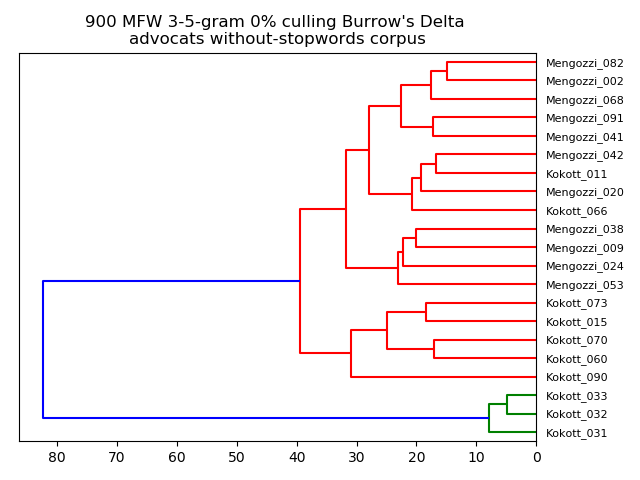 900 MFW 3-5-gram 0% culling Burrow's Delta
advocats without-stopwords corpus
Mengozzi_082
Mengozzi_002
Mengozzi_068
Mengozzi_091
Mengozzi_041
Mengozzi_042
Kokott_011
Mengozzi_020
Kokott_066
Mengozzi_038
Mengozzi_009
Mengozzi_024
Mengozzi_053
Kokott_073
Kokott_015
Kokott_070
Kokott_060
Kokott_090
Kokott_033
Kokott_032
Kokott_031
80 70 60 50 40 30 20 10 0